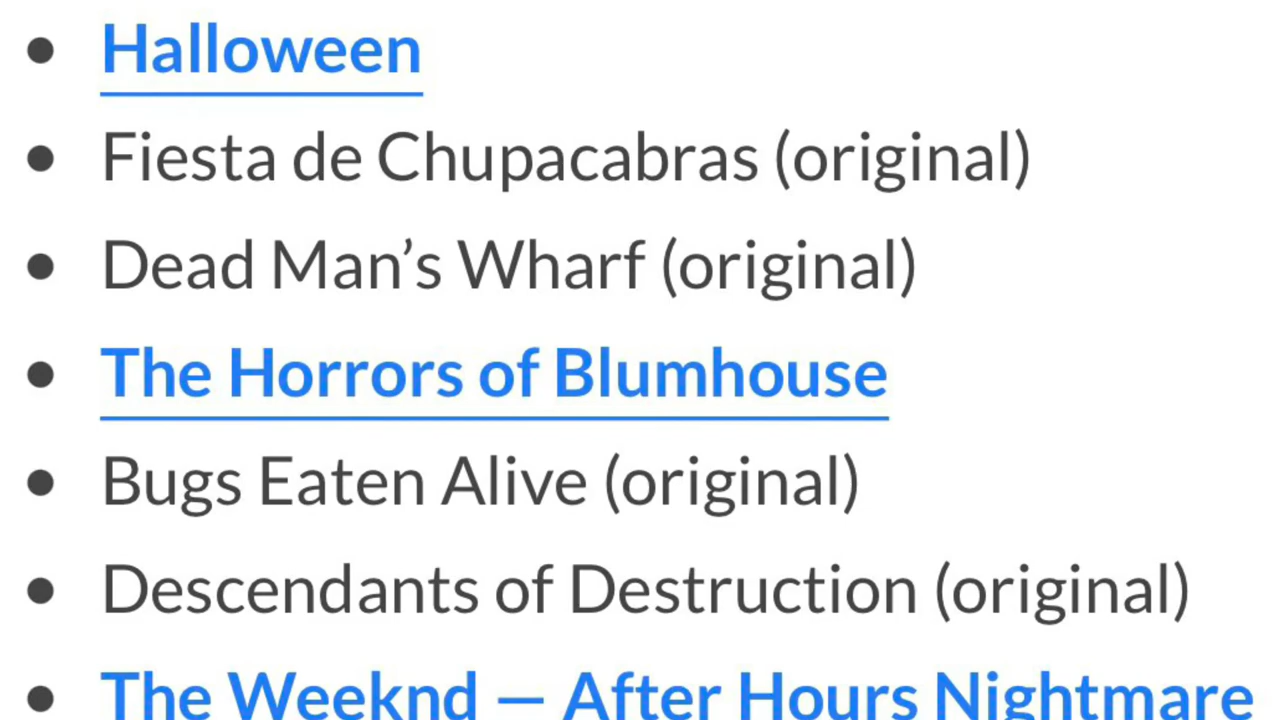 Halloween
Fiesta de Chupacabras (original)
Dead Man’s Wharf (original)
The Horrors of Blumhouse
Bugs Eaten Alive (original)
Descendants of Destruction (original)
The Weeknd — After Hours Nightmare